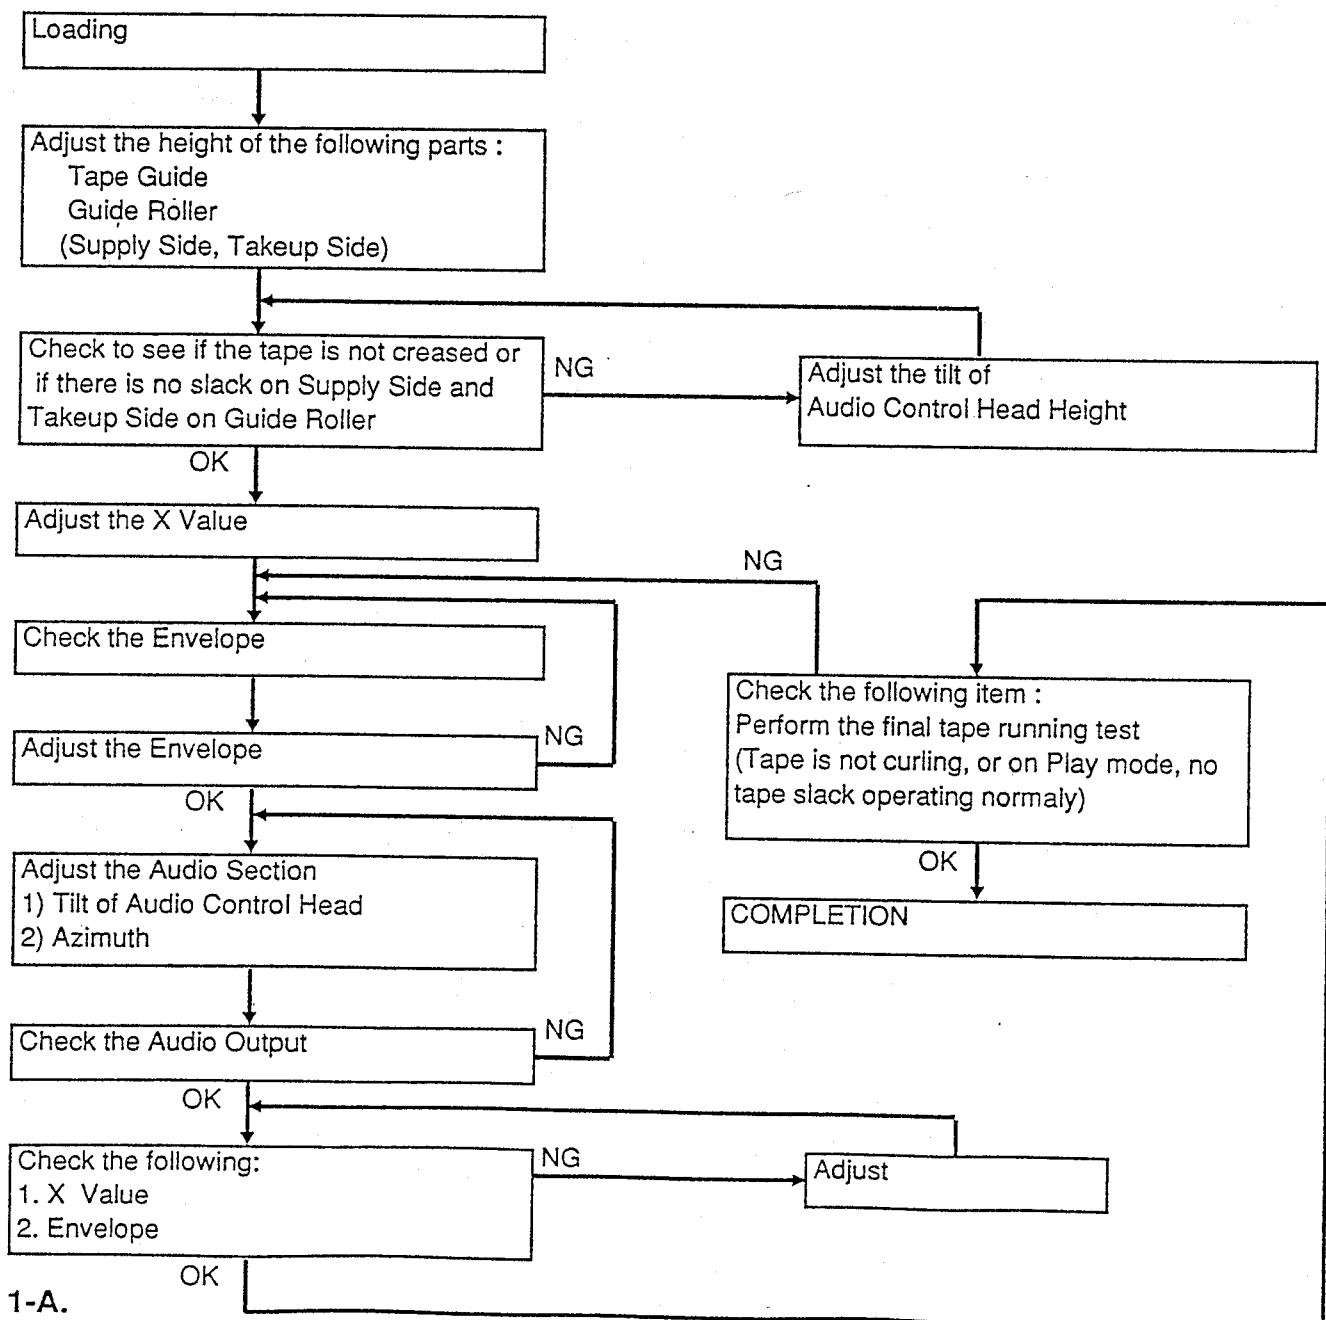 Loading
Adjust the height of the following parts :
Tape Guide
Guide Roller
(Supply Side, Takeup Side)
Check to see if the tape is not creased or
if there is no slack on Supply Side and
Takeup Side on Guide Roller
NG
Adjust the tilt of
Audio Control Head Height
OK
Adjust the X Value
NG
Check the Envelope
Adjust the Envelope
NG
OK
Check the following item :
Perform the final tape running test
(Tape is not curling, or on Play mode, no
tape slack operating normaly)
OK
COMPLETION
Adjust the Audio Section
1) Tilt of Audio Control Head
2) Azimuth
Check the Audio Output
NG
OK
Check the following:
1. X Value
2. Envelope
NG
Adjust
OK
1-A.